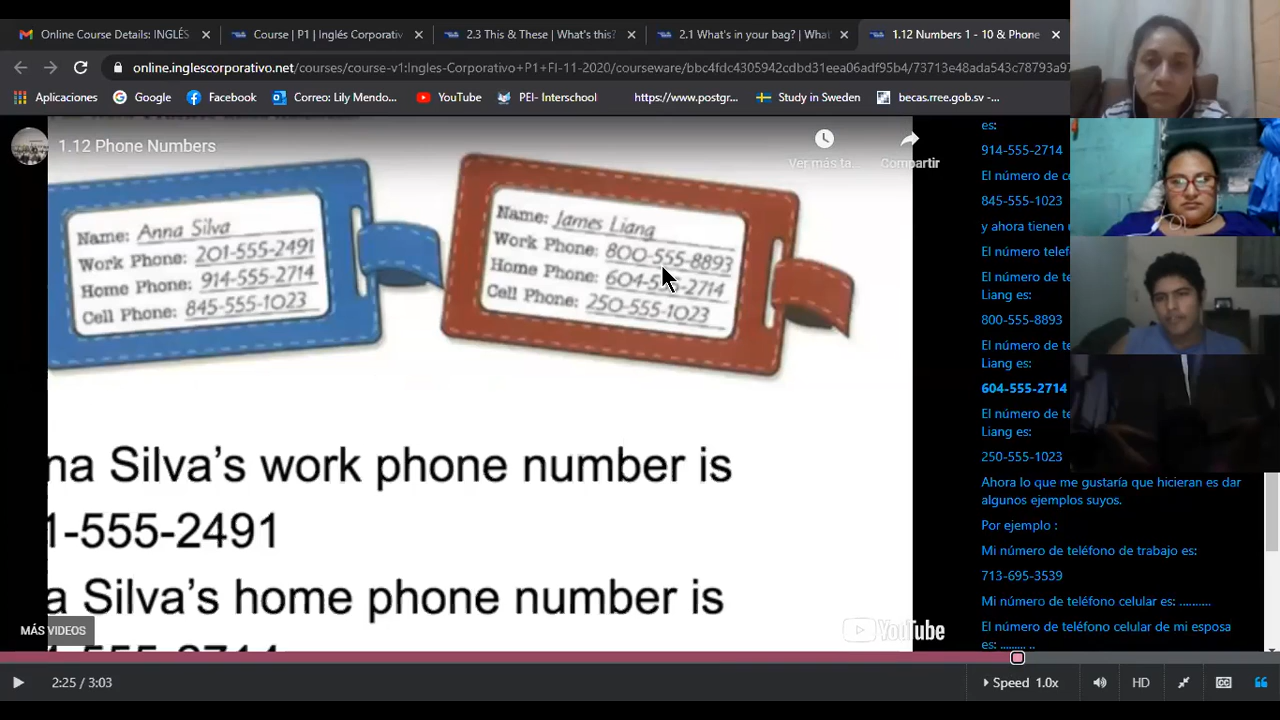 Online Course Details: INGLÉS
Course | P1 | Inglés Corporativ
2.3 This & These | What's this?
2.1 What's in your bag? | What
1.12 Numbers 1 - 10 & Phone
online.inglescorporativo.net/courses/course-v1:Ingles-Corporativo+P1+FI-11-2020/courseware/bbc4fdc4305942cdbd31eea06adf95b4/73713e48ada543c78793a97
Aplicaciones
Google
Facebook
Correo: Lily Mendo...
YouTube
PEI- Interschool
https://www.postgr...
Study in Sweden
becas.rree.gob.sv -...
1.12 Phone Numbers
Ver más ta...
Compartir
Name: Anna Silva
Work Phone: 201-555-2491
Home Phone: 914-555-2714
Cell Phone: 845-555-1023
Name: James Liang
Work Phone: 800-555-8893
Home Phone: 604-555-2714
Cell Phone: 250-555-1023
na Silva's work phone number is
1-555-2491
a Silva's home phone number is
MÁS VIDEOS
YouTube
es:
914-555-2714
El número de ce
845-555-1023
y ahora tienen u
El número telef
El número de te
Liang es:
800-555-8893
El número de te
Liang es:
604-555-2714
El número de te
Liang es:
250-555-1023
Ahora lo que me gustaría que hicieran es dar
algunos ejemplos suyos.
Por ejemplo :
Mi número de teléfono de trabajo es:
713-695-3539
Mi número de teléfono celular es: ..........
El número de teléfono celular de mi esposa
es: ......... ..
2:25 / 3:03
Speed 1.0x
HD